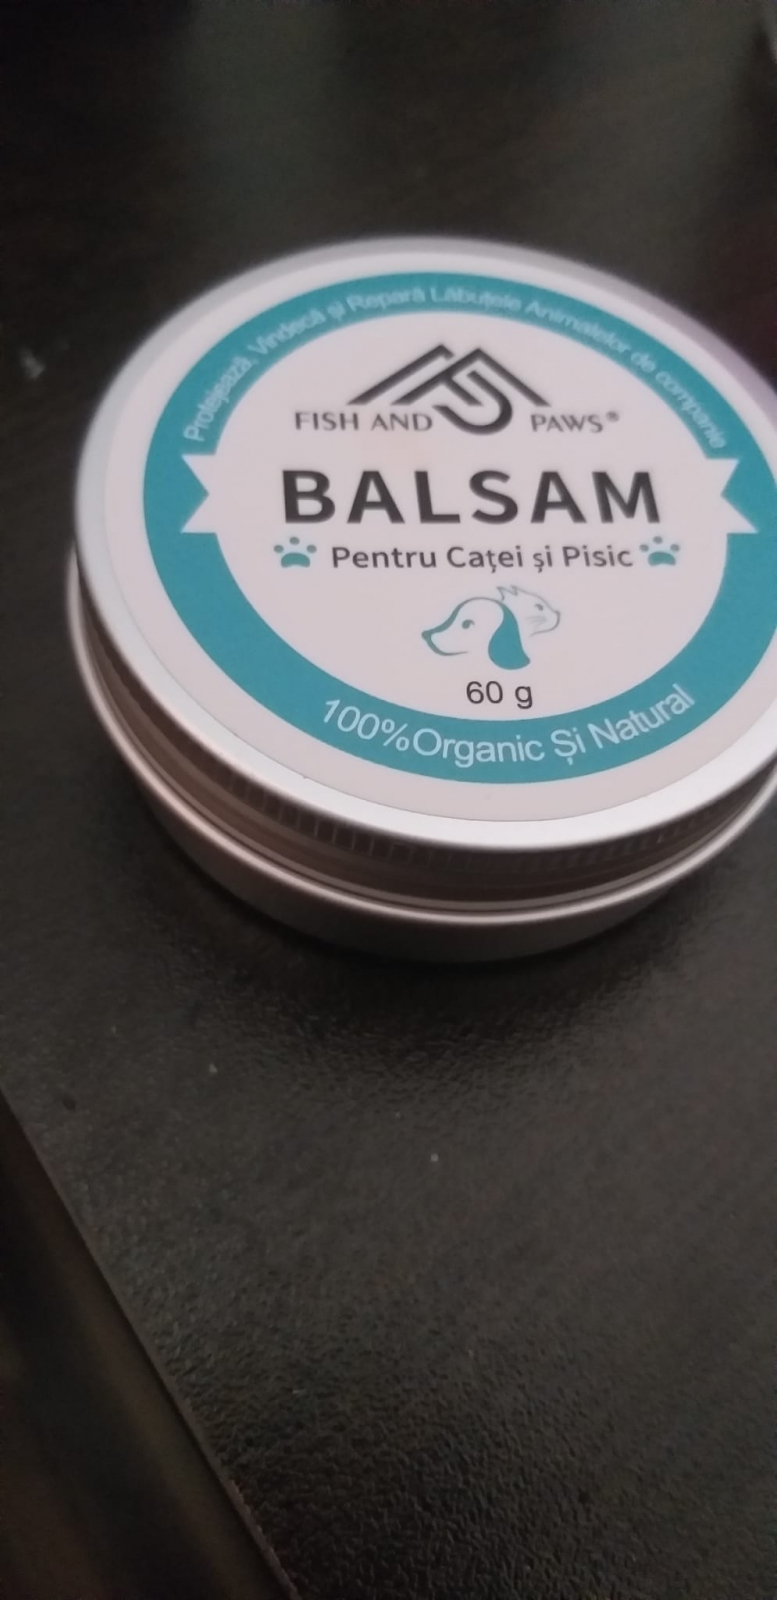 Protejează, Vindecă și Repară Lăbuțele Animalelor de companie
FISH AND PAWS®
BALSAM
Pentru Caței și Pisic
60 g
100% Organic Și Natural